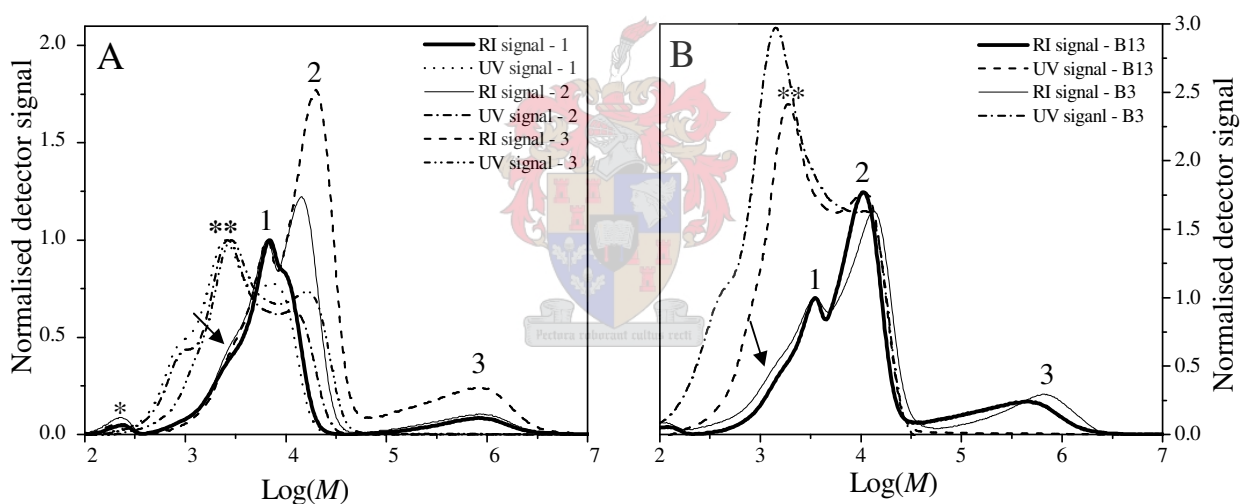 A
2.0
1.5
1.0
0.5
0.0
Normalised detector signal
RI signal - 1
UV signal - 1
RI signal - 2
UV signal - 2
RI signal - 3
UV signal - 3
**
1
2
3
*
2 3 4 5 6 7
Log(M)
Pectora roborant cultus recti
B
RI signal - B13
UV signal - B13
RI signal - B3
UV siganl - B3
**
1
2
3
2 3 4 5 6 7
Log(M)
3.0
2.5
2.0
1.5
1.0
0.5
0.0
Normalised detector signal